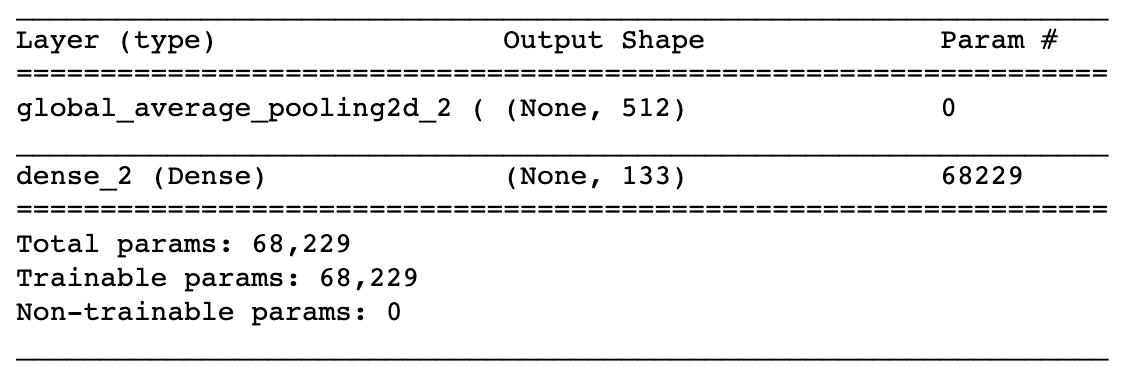 Layer (type) Output Shape Param #
global_average_pooling2d_2 ( (None, 512) 0
dense_2 (Dense) (None, 133) 68229
Total params: 68,229
Trainable params: 68,229
Non-trainable params: 0